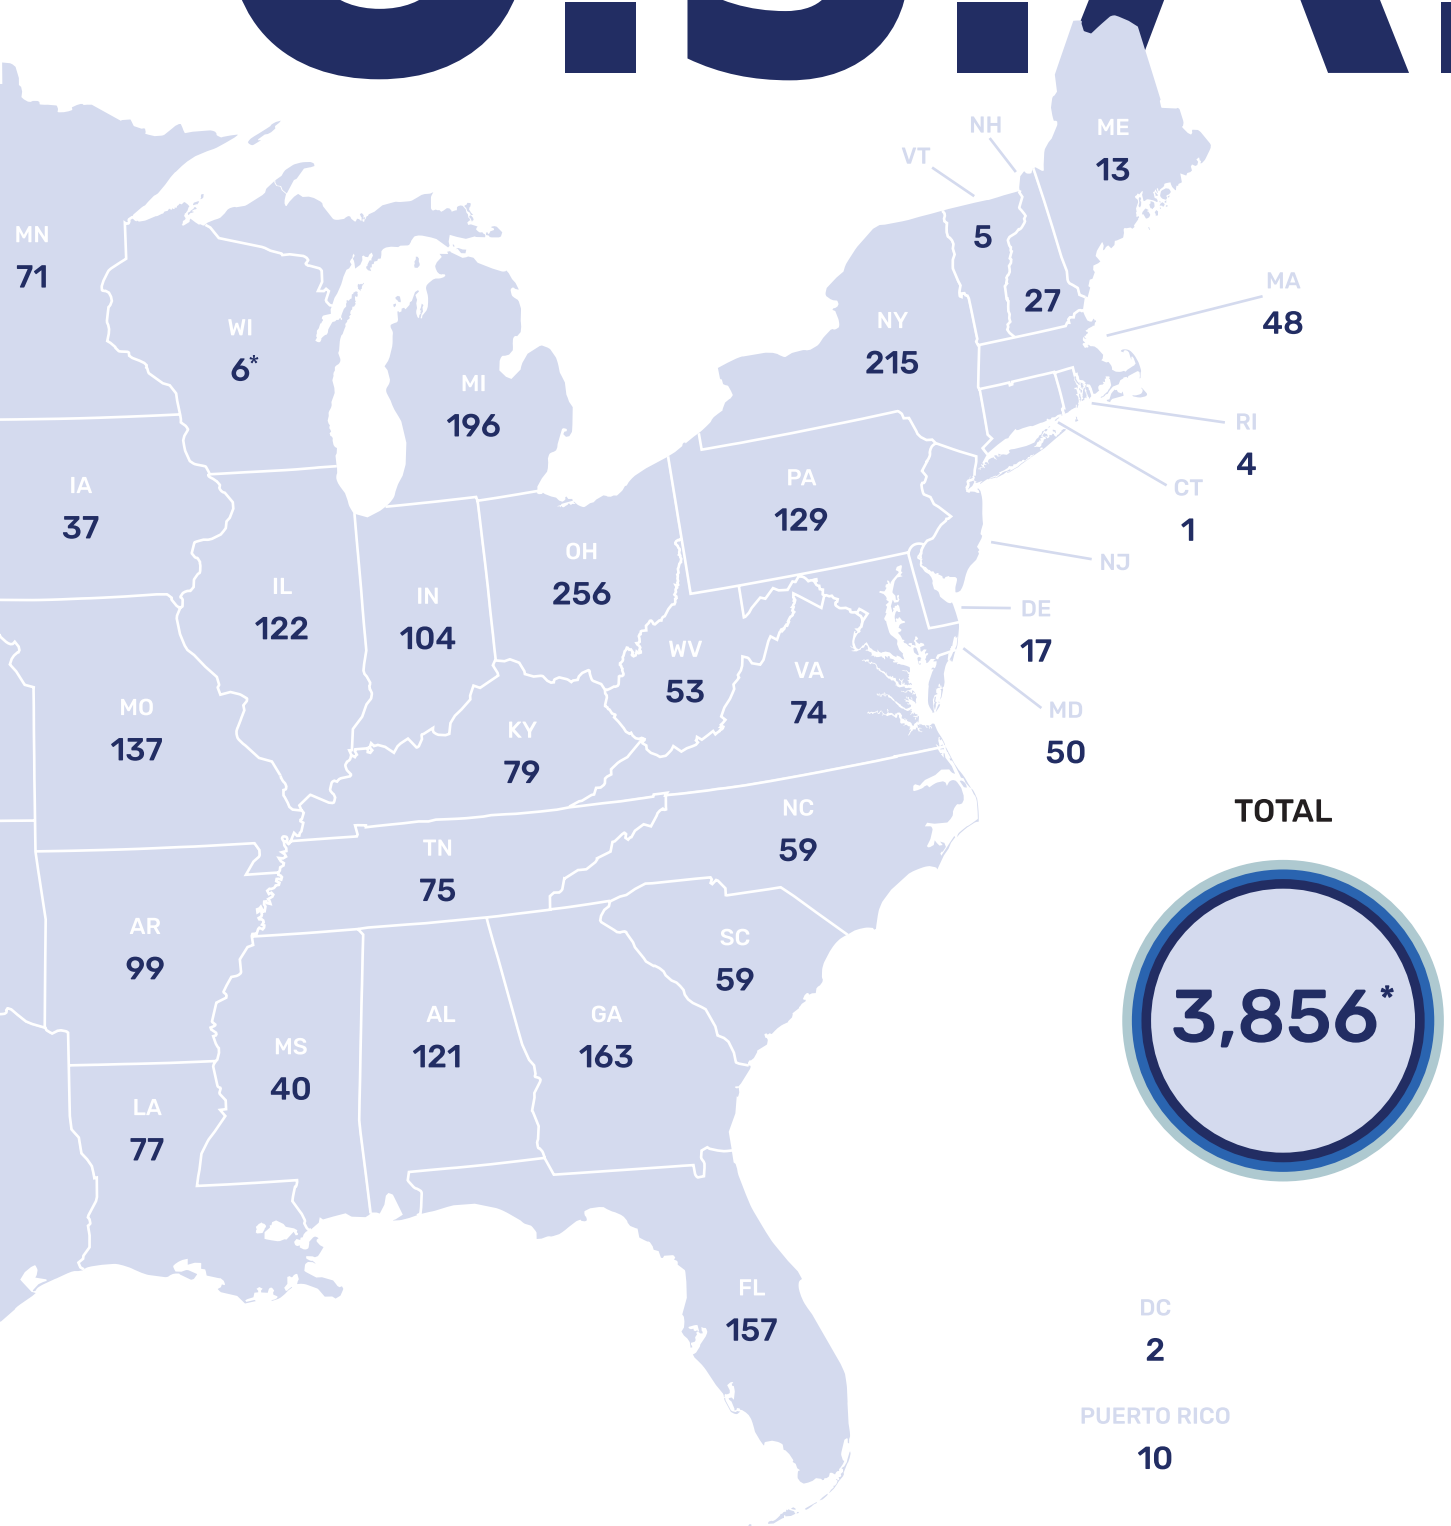 U.S.A.
NH
VT
ME
13
MN
71
5
27
MA
48
WI
6*
NY
215
MI
196
RI
4
PA
129
IA
37
CT
1
OH
256
NJ
IL
122
IN
104
DE
17
WV
53
VA
74
MD
50
MO
137
KY
79
TOTAL
3,856*
NC
59
TN
75
AR
99
SC
59
AL
121
GA
163
MS
40
LA
77
FL
157
DC
2
PUERTO RICO
10